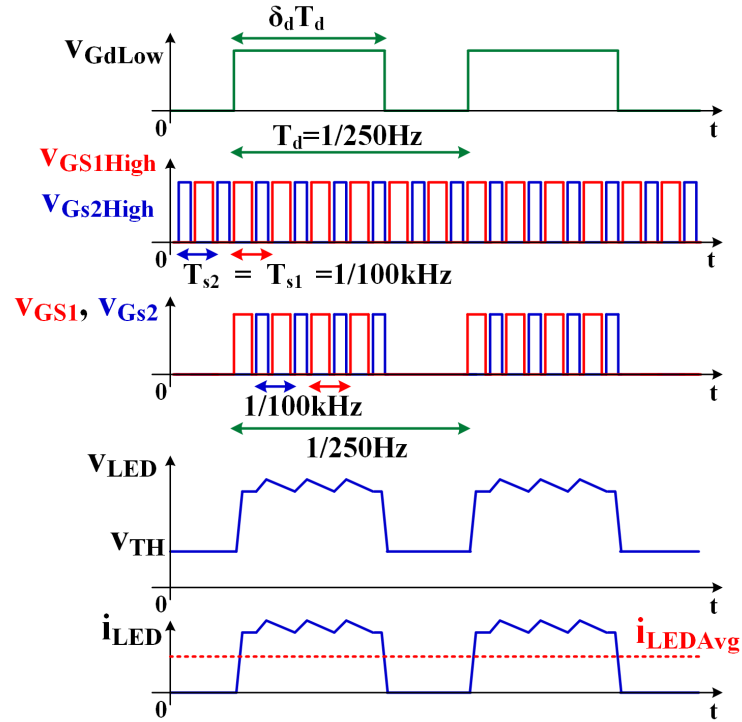 δdTd
vGdLow
0
t
Td=1/250Hz
vGS1High
vGs2High
0
t
Ts2 = Ts1 =1/100kHz
vGS1, vGs2
0
t
1/100kHz
1/250Hz
vLED
vTH
0
t
iLED
iLEDAvg
0
t